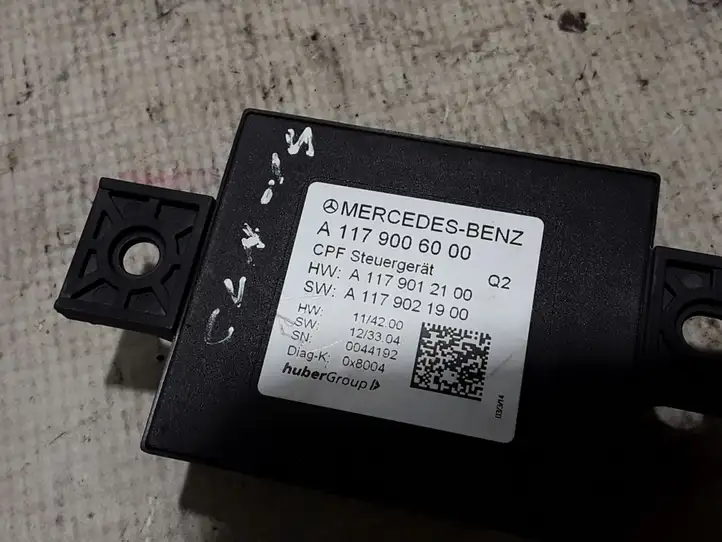 MERCEDES-BENZ
A 117 900 60 00
CPF Steuergerät Q2
HW: A 117 901 21 00
SW: A 117 902 19 00
HW: 11/42.00
SW: 12/33.04
SN: 0044192
Diag-K: 0x8004
huberGroup